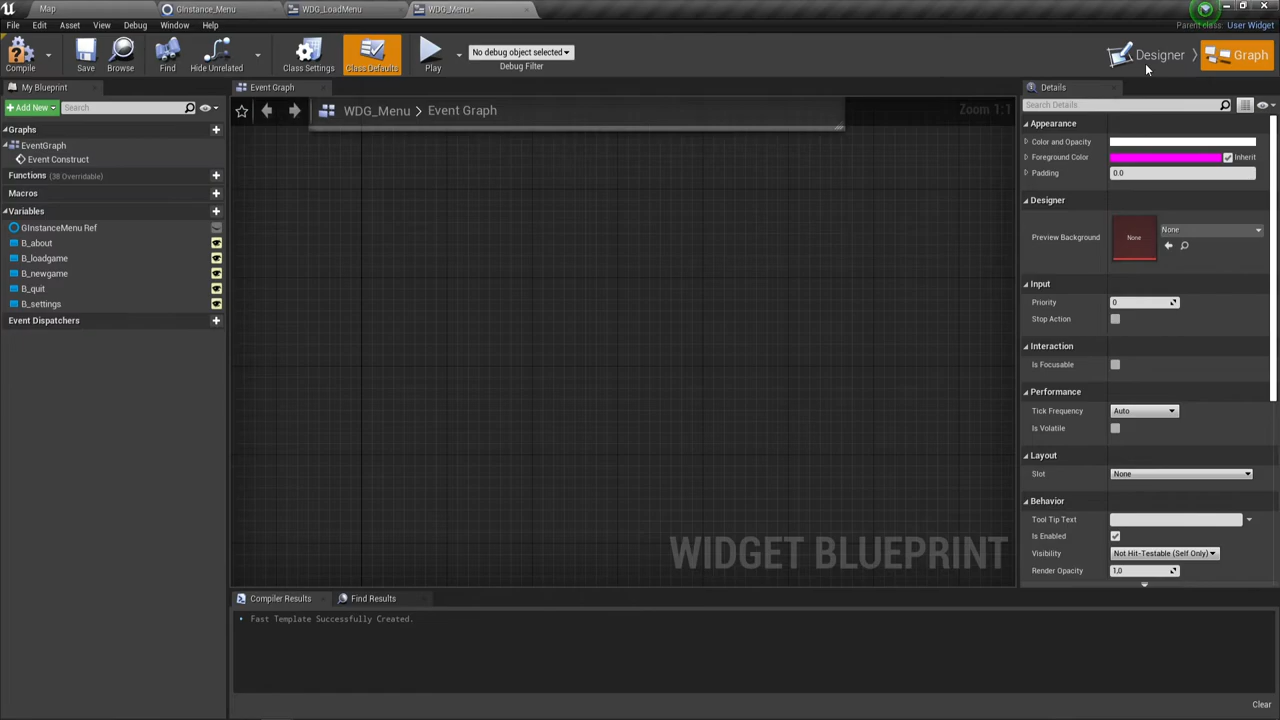 Map GInstance_Menu WDG_LoadMenu WDG_Menu*
File Edit Asset View Debug Window Help Parent class: User Widget
Compile Save Browse Find Hide Unrelated Class Settings Class Defaults Play No debug object selected Debug Filter Designer Graph
My Blueprint Event Graph Details
Add New Search WDG_Menu > Event Graph Zoom 1:1 Search Details
Graphs
EventGraph
Event Construct
Functions (38 Overridable)
Macros
Variables
GInstanceMenu Ref
B_about
B_loadgame
B_newgame
B_quit
B_settings
Event Dispatchers
WIDGET BLUEPRINT
Appearance
Color and Opacity
Foreground Color Inherit
Padding 0.0
Designer
Preview Background None None
Input
Priority 0
Stop Action
Interaction
Is Focusable
Performance
Tick Frequency Auto
Is Volatile
Layout
Slot None
Behavior
Tool Tip Text
Is Enabled
Visibility Not Hit-Testable (Self Only)
Render Opacity 1,0
Compiler Results Find Results
Fast Template Successfully Created.
Clear